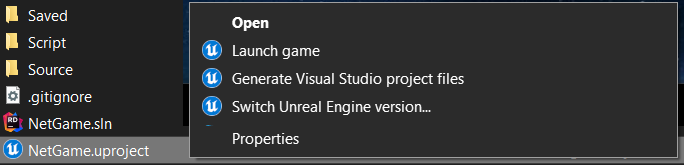 Saved
Script
Source
.gitignore
NetGame.sln
NetGame.uproject
Open
Launch game
Generate Visual Studio project files
Switch Unreal Engine version...
Properties